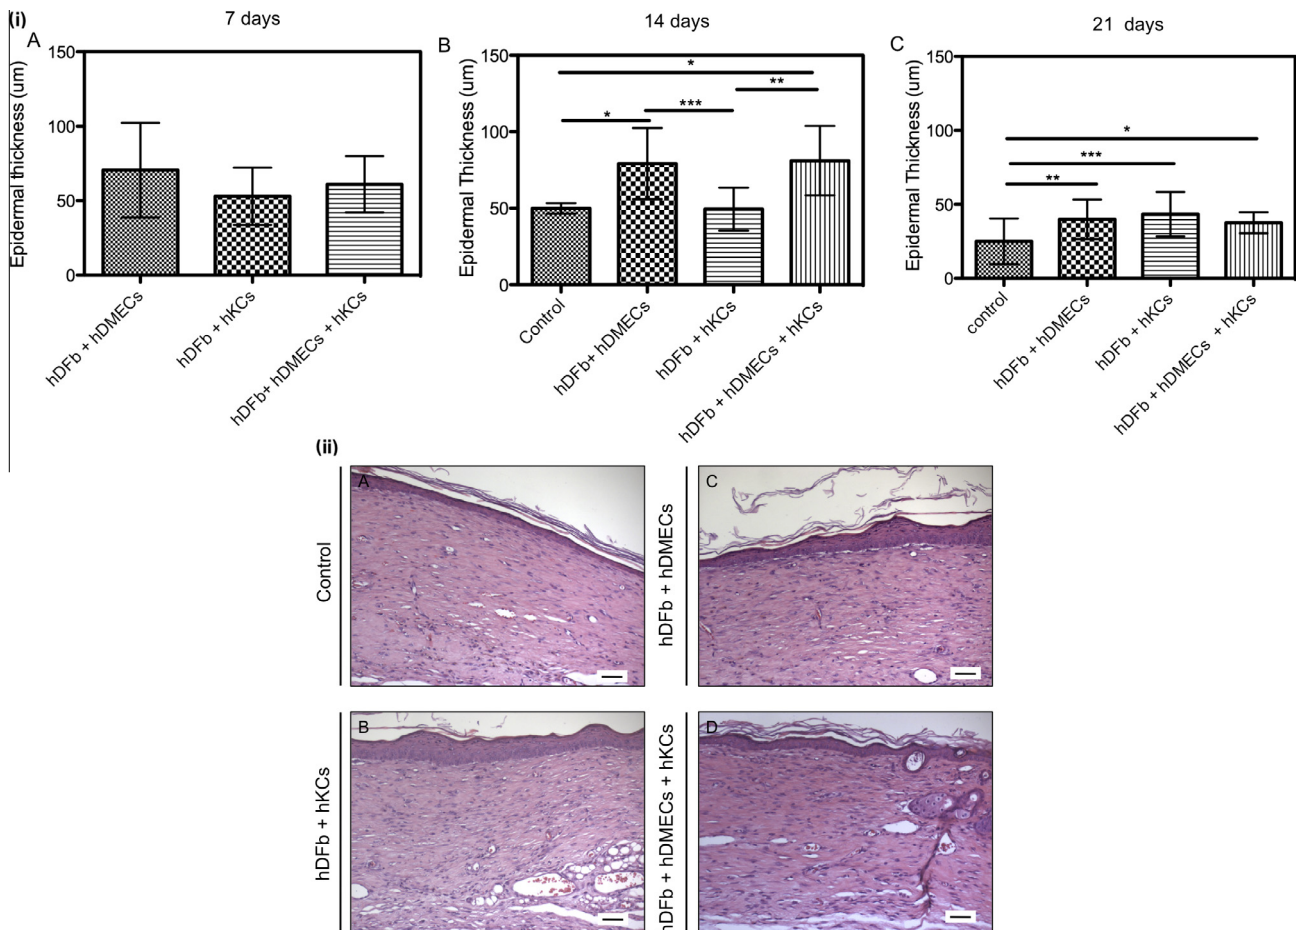 (i)
7 days
14 days
21 days
A
Epidermal thickness (um)
150
100
50
0
hDFb + hDMECs
hDFb + hKCs
hDFb+ hDMECs + hKCs
B
Epidermal Thickness (um)
150
100
50
0
*
**
***
*
Control
hDFb+ hDMECs
hDFb + hKCs
hDFb + hDMECs + hKCs
C
Epidermal Thickness (um)
150
100
50
0
*
***
**
control
hDFb + hDMECs
hDFb + hKCs
hDFb + hDMECs + hKCs
(ii)
Control
A
hDFb + hDMECs
C
hDFb + hKCs
B
hDFb + hDMECs + hKCs
D